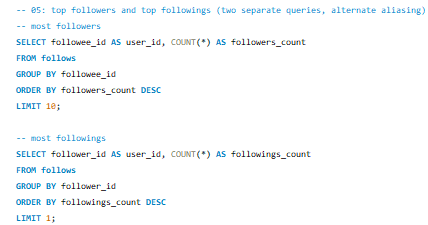 -- 05: top followers and top followings (two separate queries, alternate aliasing)
-- most followers
SELECT followee_id AS user_id, COUNT(*) AS followers_count
FROM follows
GROUP BY followee_id
ORDER BY followers_count DESC
LIMIT 10;
-- most followings
SELECT follower_id AS user_id, COUNT(*) AS followings_count
FROM follows
GROUP BY follower_id
ORDER BY followings_count DESC
LIMIT 1;